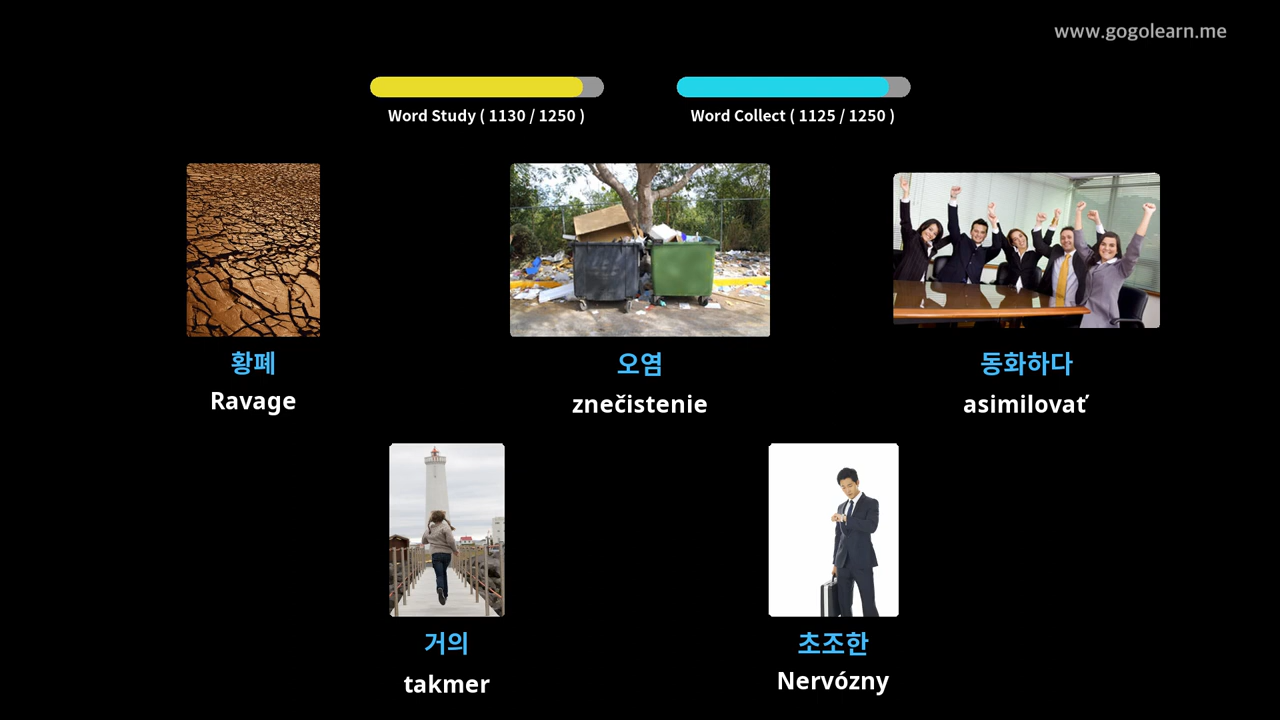 www.gogolearn.me
Word Study ( 1130 / 1250 )
Word Collect ( 1125 / 1250 )
황폐
Ravage
오염
znečistenie
동화하다
asimilovať
거의
takmer
초조한
Nervózny